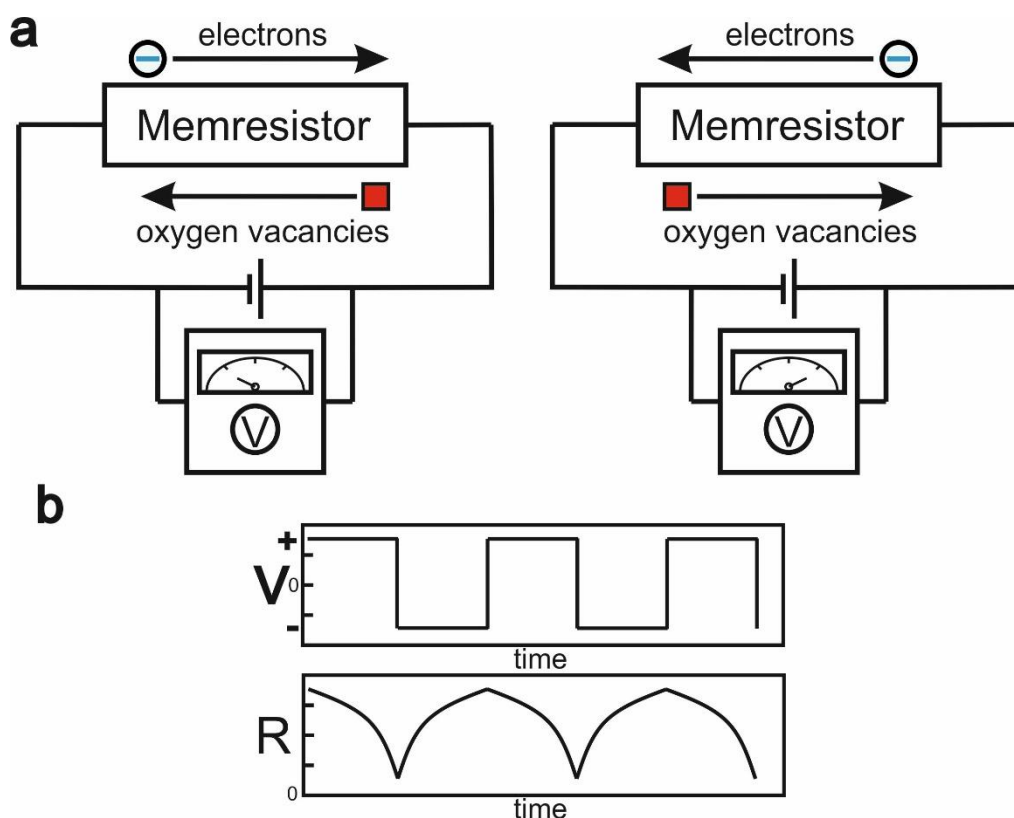 a
electrons
Memresistor
oxygen vacancies
V
electrons
Memresistor
oxygen vacancies
V
b
+
V
0
-
time
R
0
time